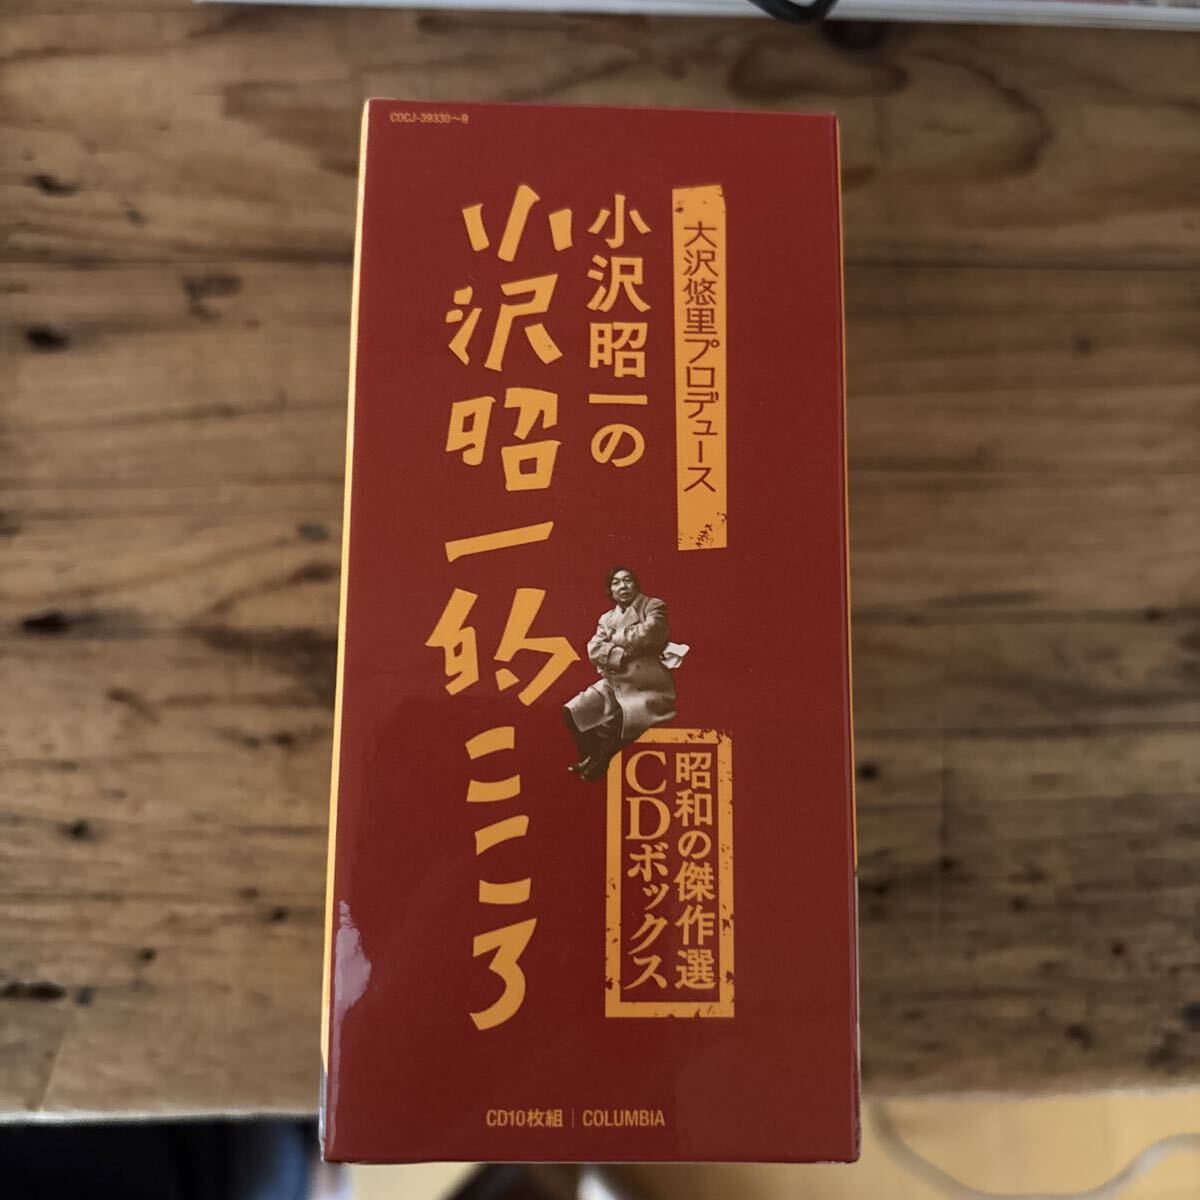 COCJ-39330〜9
大沢悠里プロデュース
小沢昭一の
小沢昭一的こころ
昭和の傑作選
CDボックス
CD10枚組 | COLUMBIA